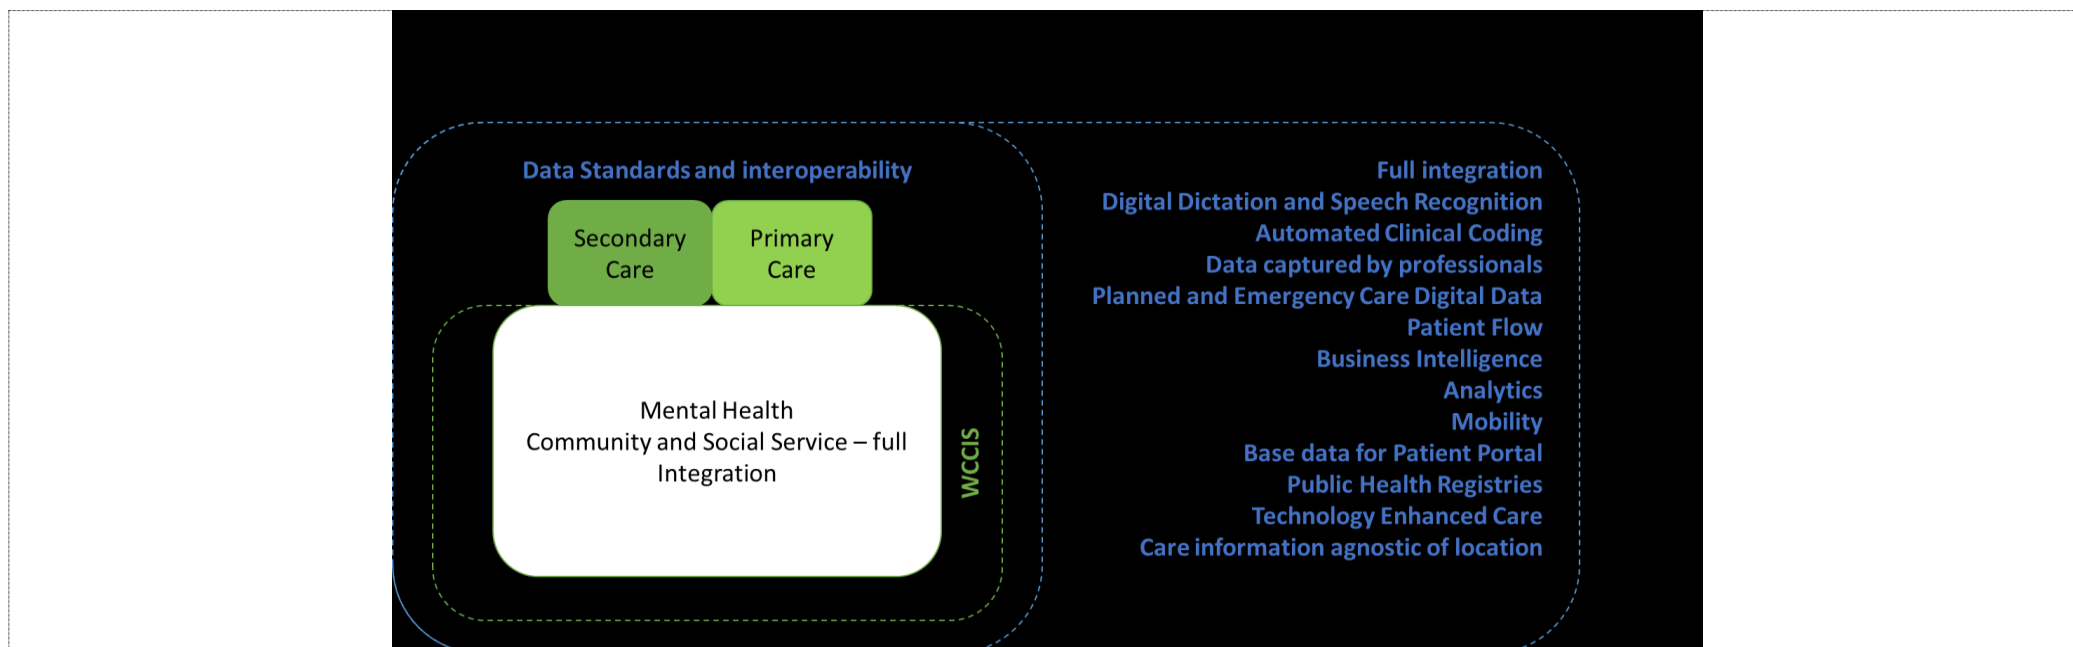 Data Standards and interoperability
Secondary
Care
Primary
Care
Mental Health
Community and Social Service – full
Integration
WCCIS
Full integration
Digital Dictation and Speech Recognition
Automated Clinical Coding
Data captured by professionals
Planned and Emergency Care Digital Data
Patient Flow
Business Intelligence
Analytics
Mobility
Base data for Patient Portal
Public Health Registries
Technology Enhanced Care
Care information agnostic of location